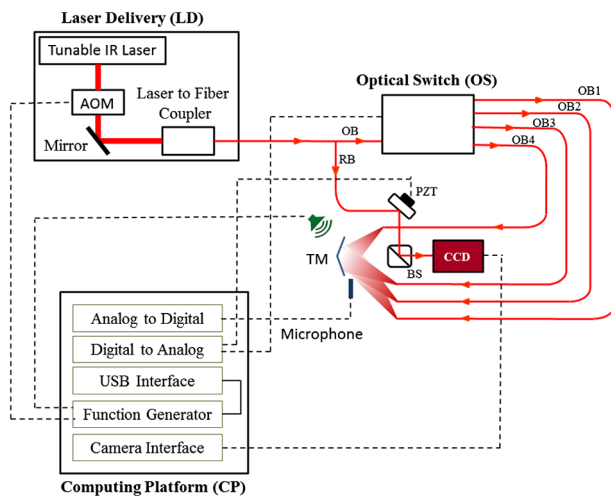 Laser Delivery (LD)
Tunable IR Laser
AOM
Laser to Fiber
Coupler
Mirror
Optical Switch (OS)
OB1
OB2
OB3
OB4
OB
RB
PZT
TM
BS
CCD
Microphone
Analog to Digital
Digital to Analog
USB Interface
Function Generator
Camera Interface
Computing Platform (CP)